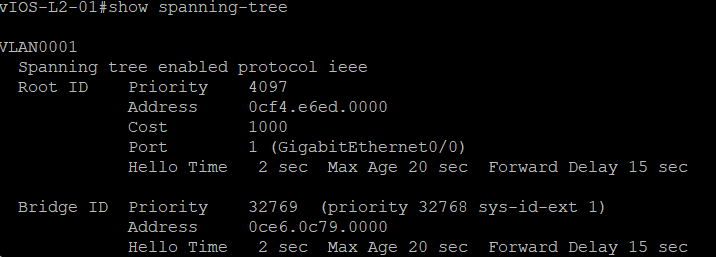 vIOS-L2-01#show spanning-tree
VLAN0001
Spanning tree enabled protocol ieee
Root ID Priority 4097
Address 0cf4.e6ed.0000
Cost 1000
Port 1 (GigabitEthernet0/0)
Hello Time 2 sec Max Age 20 sec Forward Delay 15 sec
Bridge ID Priority 32769 (priority 32768 sys-id-ext 1)
Address 0ce6.0c79.0000
Hello Time 2 sec Max Age 20 sec Forward Delay 15 sec